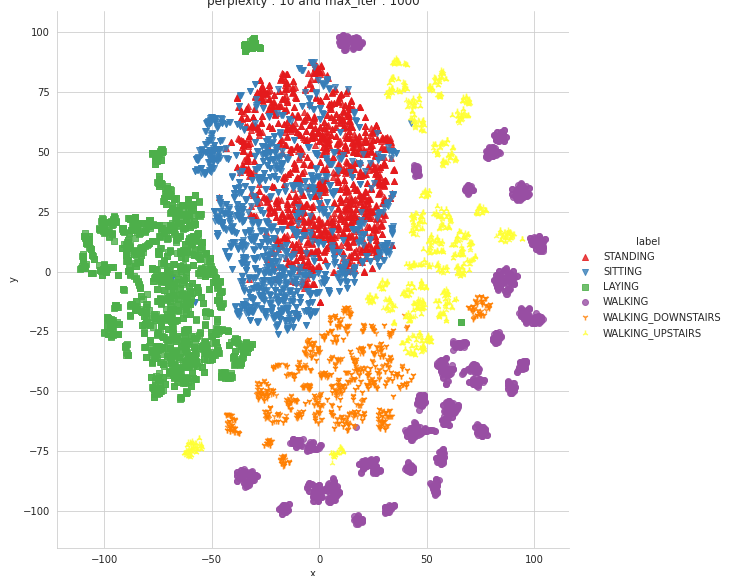 perplexity : 10 and max_iter : 1000
100
75
50
25
0
−25
−50
−75
−100
y
−100
−50
0
50
100
x
label
STANDING
SITTING
LAYING
WALKING
WALKING_DOWNSTAIRS
WALKING_UPSTAIRS